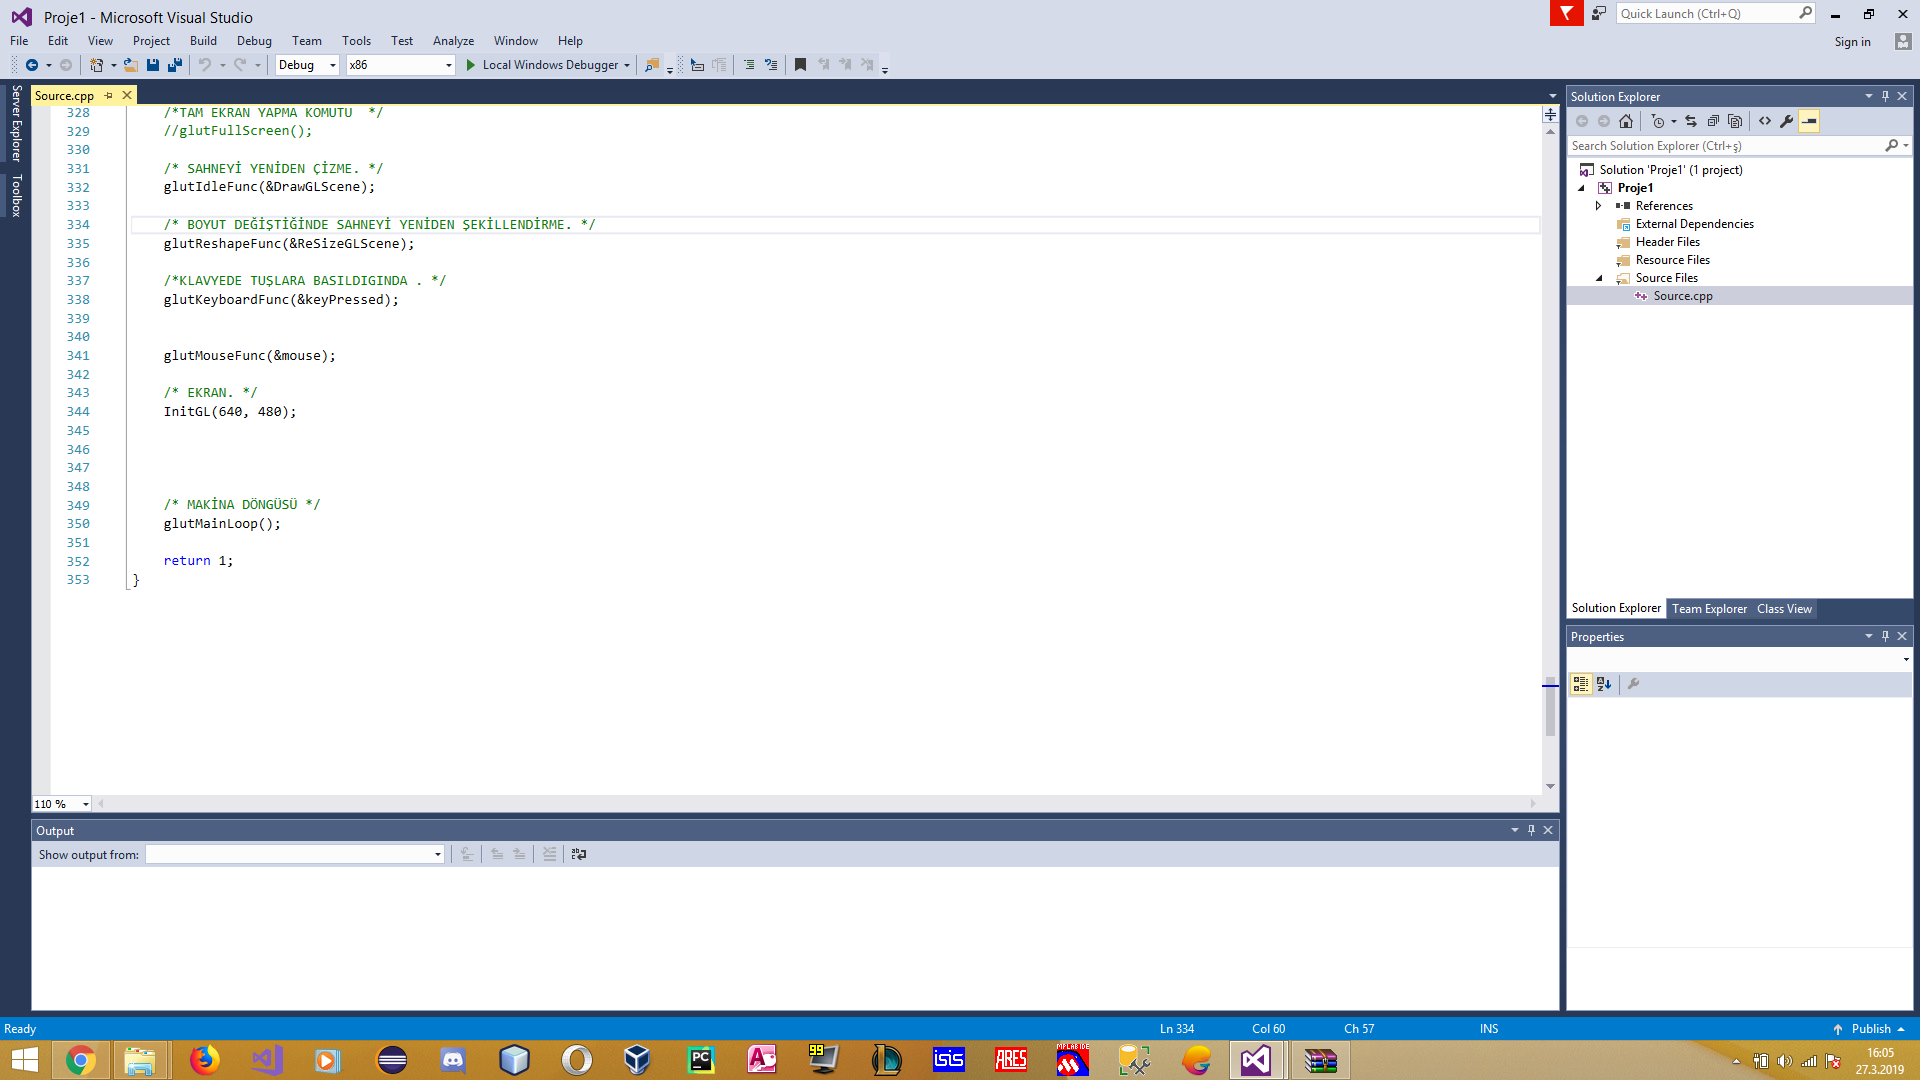 Proje1 - Microsoft Visual Studio
Quick Launch (Ctrl+Q)
File Edit View Project Build Debug Team Tools Test Analyze Window Help
Sign in
Debug x86 Local Windows Debugger
Server Explorer
Toolbox
Source.cpp
328 /*TAM EKRAN YAPMA KOMUTU */
329 //glutFullScreen();
330
331 /* SAHNEYİ YENİDEN ÇİZME. */
332 glutIdleFunc(&DrawGLScene);
333
334 /* BOYUT DEĞİŞTİĞİNDE SAHNEYİ YENİDEN ŞEKİLLENDİRME. */
335 glutReshapeFunc(&ReSizeGLScene);
336
337 /*KLAVYEDE TUŞLARA BASILDIGINDA . */
338 glutKeyboardFunc(&keyPressed);
339
340
341 glutMouseFunc(&mouse);
342
343 /* EKRAN. */
344 InitGL(640, 480);
345
346
347
348
349 /* MAKİNA DÖNGÜSÜ */
350 glutMainLoop();
351
352 return 1;
353 }
110 %
Output
Show output from:
Solution Explorer
Search Solution Explorer (Ctrl+ş)
Solution 'Proje1' (1 project)
Proje1
References
External Dependencies
Header Files
Resource Files
Source Files
Source.cpp
Solution Explorer Team Explorer Class View
Properties
Ready Ln 334 Col 60 Ch 57 INS Publish
PC
A
99
MPLAB IDE
isis
ARES
16:05
27.3.2019